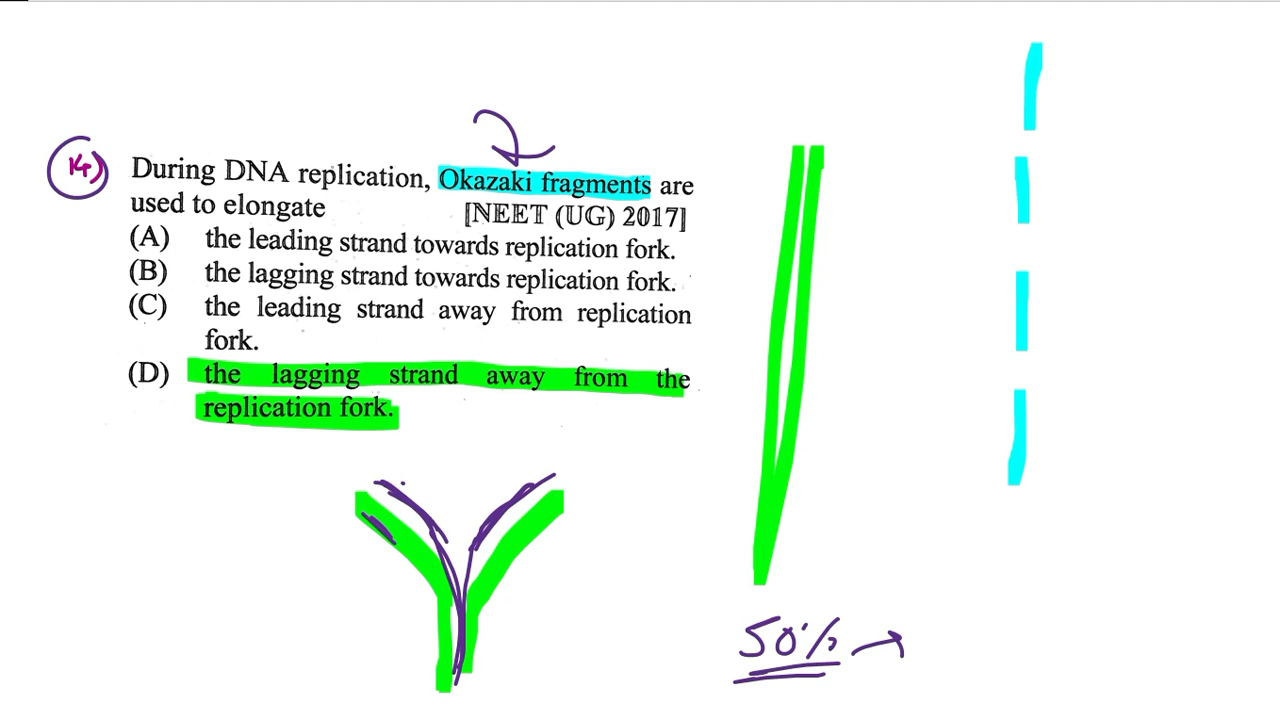 14)
During DNA replication, Okazaki fragments are
used to elongate [NEET (UG) 2017]
(A) the leading strand towards replication fork.
(B) the lagging strand towards replication fork.
(C) the leading strand away from replication
fork.
(D) the lagging strand away from the
replication fork.
50%